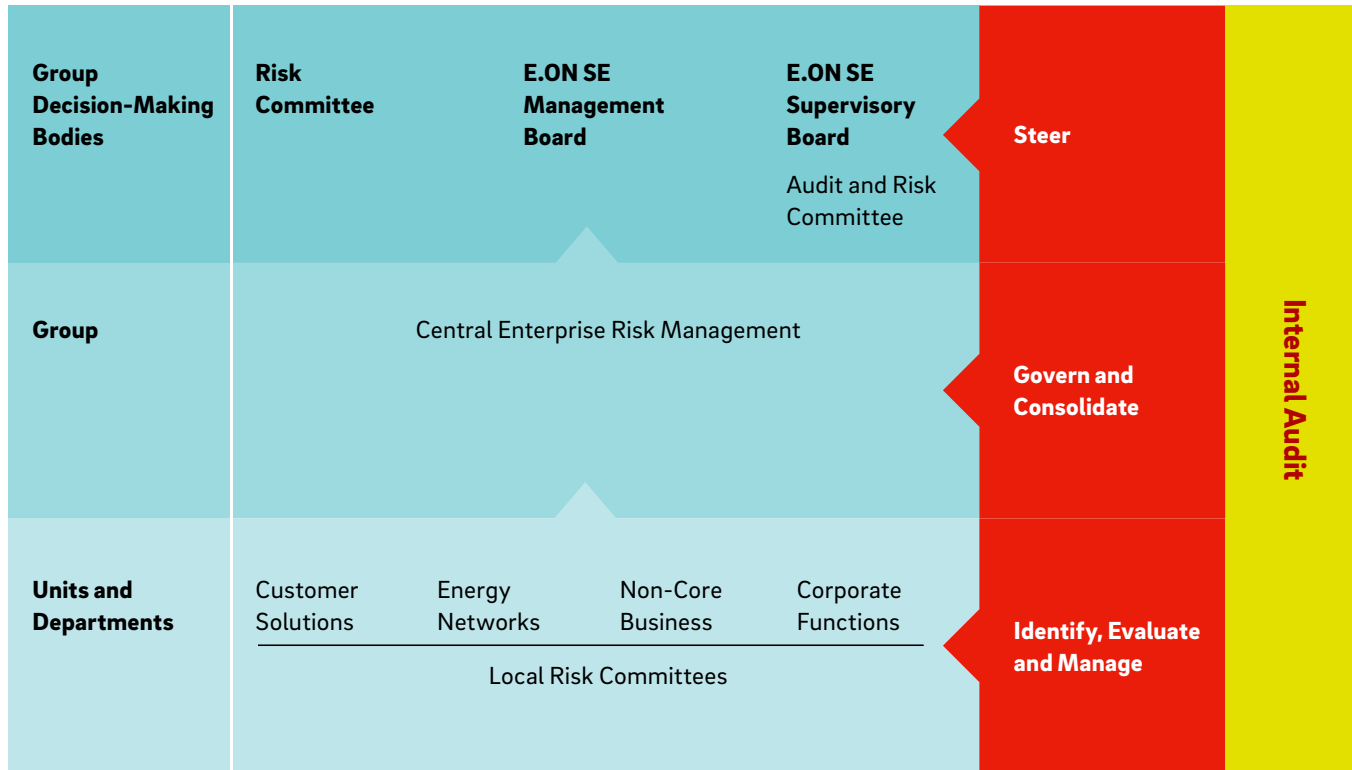 Group
Decision-Making
Bodies
Risk
Committee
E.ON SE
Management
Board
E.ON SE
Supervisory
Board
Audit and Risk
Committee
Steer
Group
Central Enterprise Risk Management
Govern and
Consolidate
Units and
Departments
Customer
Solutions
Energy
Networks
Non-Core
Business
Corporate
Functions
Local Risk Committees
Identify, Evaluate
and Manage
Internal Audit